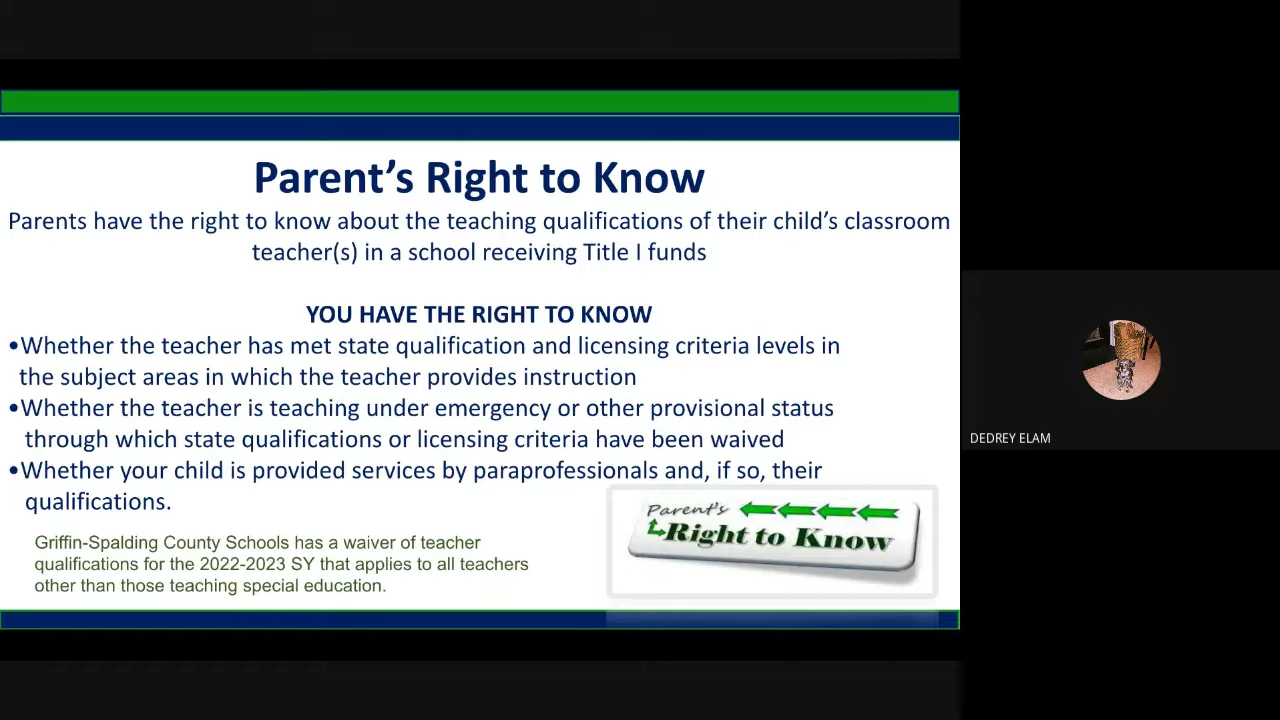 Parent’s Right to Know
Parents have the right to know about the teaching qualifications of their child’s classroom
teacher(s) in a school receiving Title I funds
YOU HAVE THE RIGHT TO KNOW
•Whether the teacher has met state qualification and licensing criteria levels in
the subject areas in which the teacher provides instruction
•Whether the teacher is teaching under emergency or other provisional status
through which state qualifications or licensing criteria have been waived
•Whether your child is provided services by paraprofessionals and, if so, their
qualifications.
Griffin-Spalding County Schools has a waiver of teacher
qualifications for the 2022-2023 SY that applies to all teachers
other than those teaching special education.
Parent's
Right to Know
DEDREY ELAM